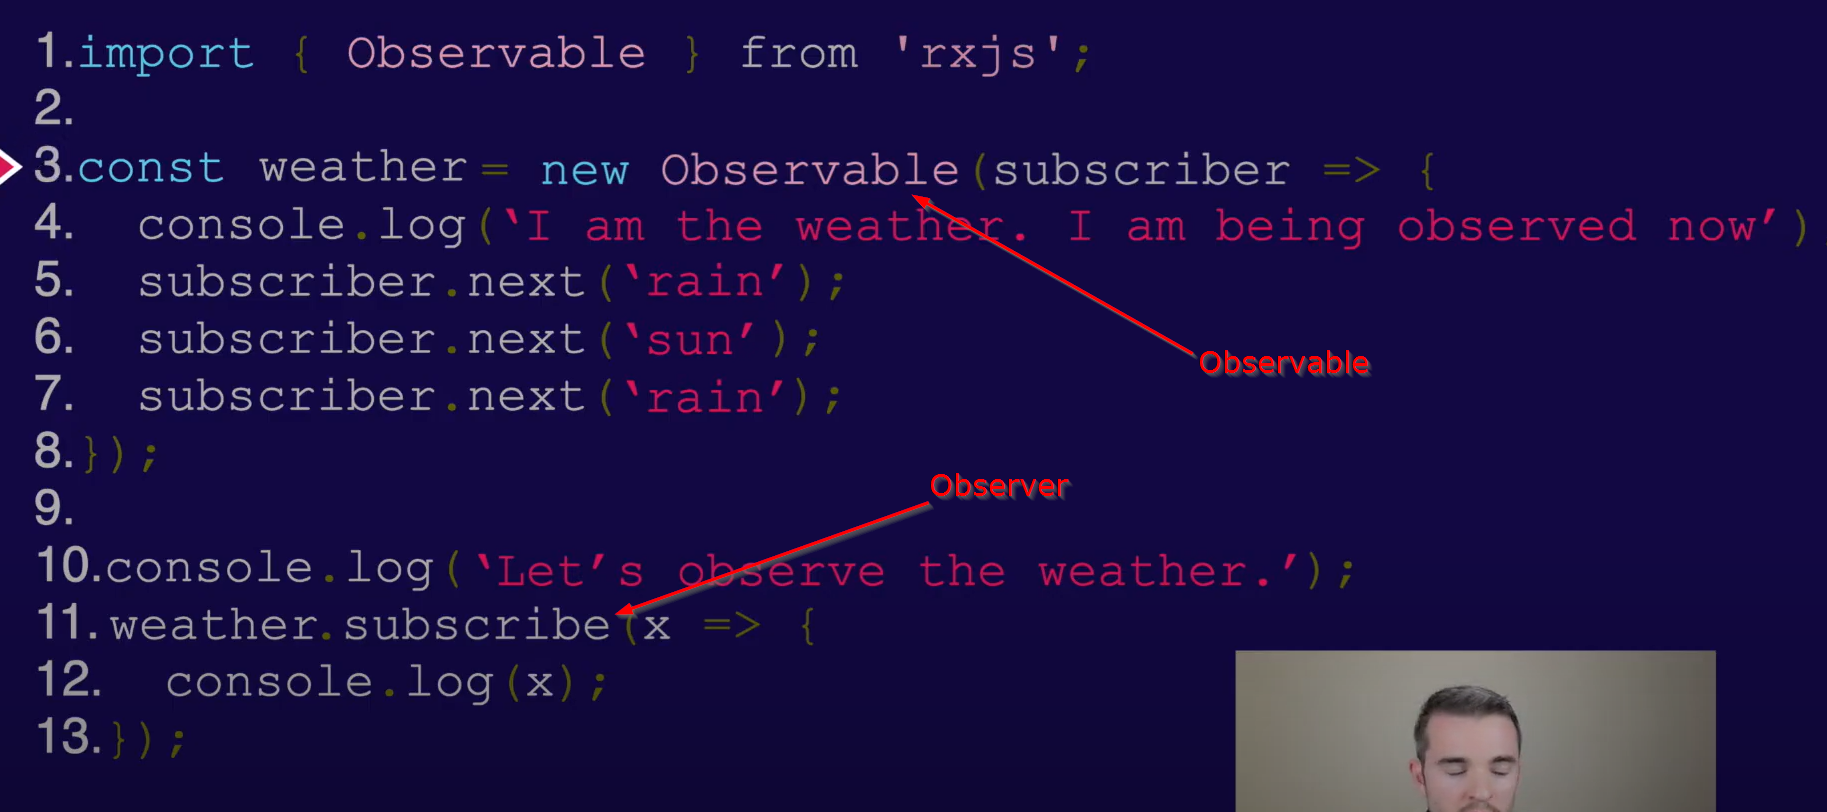 1.import { Observable } from 'rxjs';
2.
3.const weather = new Observable(subscriber => {
4. console.log(‘I am the weather. I am being observed now’)
5. subscriber.next(‘rain’);
6. subscriber.next(‘sun’);
7. subscriber.next(‘rain’);
Observable
8.});
Observer
9.
10.console.log(‘Let’s observe the weather.’);
11.weather.subscribe(x => {
12. console.log(x);
13.});